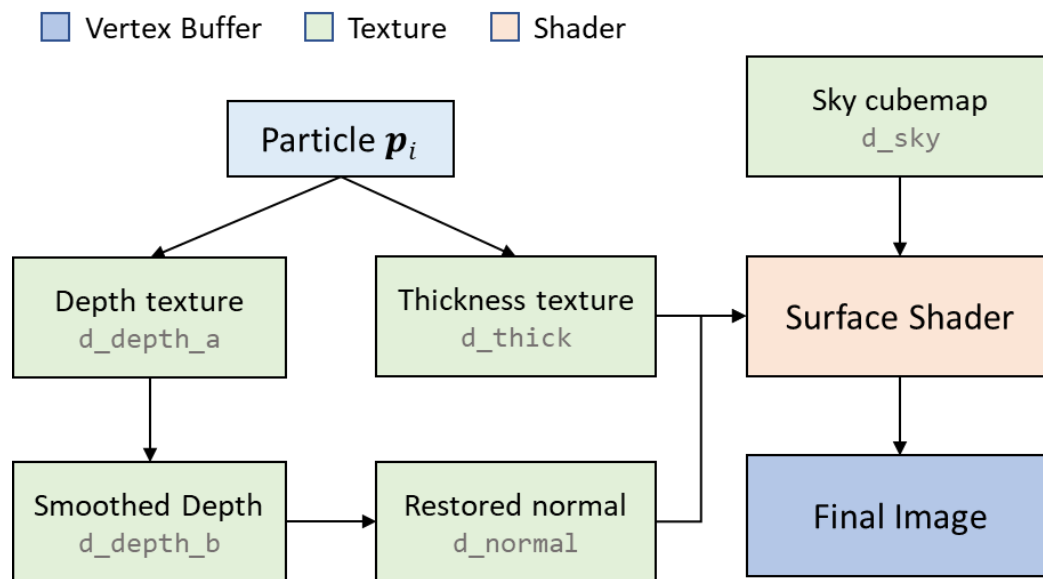 Vertex Buffer
Texture
Shader
Sky cubemap
d_sky
Particle 𝒑ᵢ
Depth texture
d_depth_a
Thickness texture
d_thick
Surface Shader
Smoothed Depth
d_depth_b
Restored normal
d_normal
Final Image